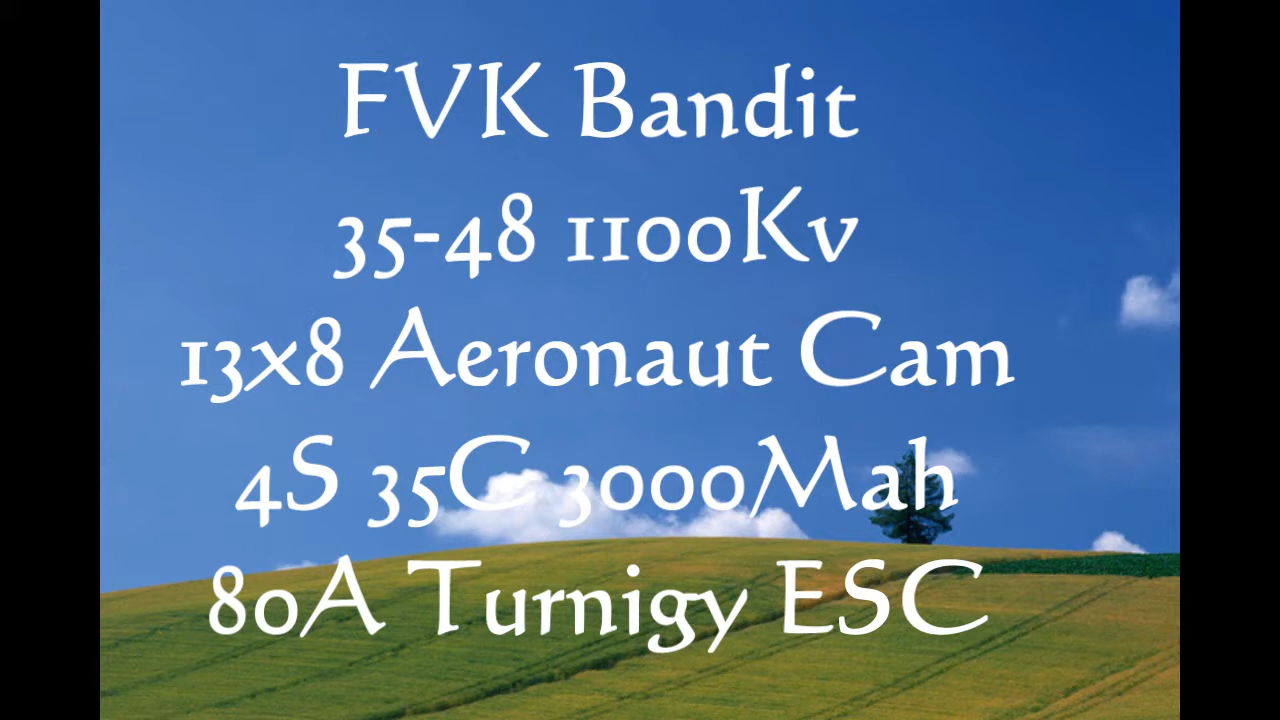 FVK Bandit
35-48 1100Kv
13x8 Aeronaut Cam
4S 35C 3000Mah
80A Turnigy ESC